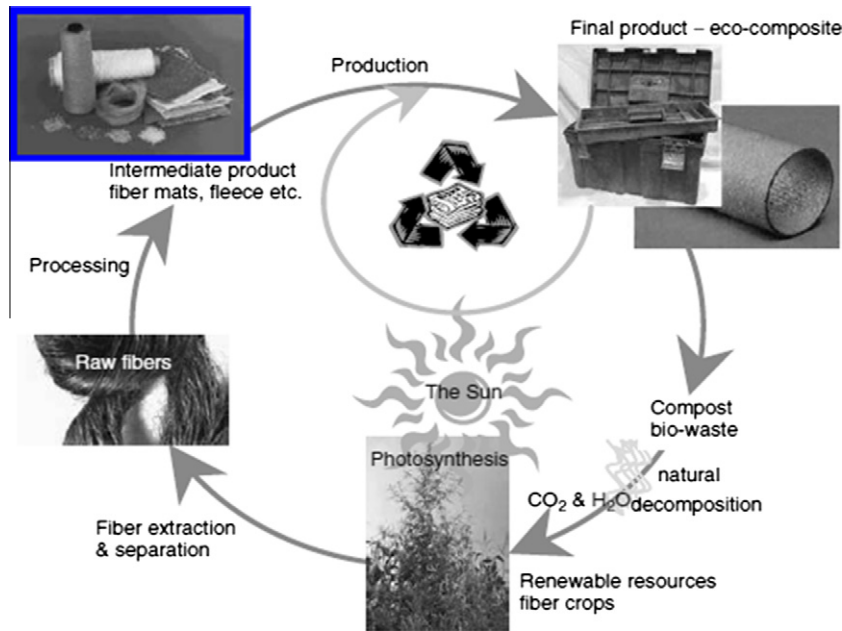 Final product – eco-composite
Production
Intermediate product
fiber mats, fleece etc.
Processing
Raw fibers
The Sun
Compost
bio-waste
Photosynthesis
natural
CO₂ & H₂O decomposition
Fiber extraction
& separation
Renewable resources
fiber crops